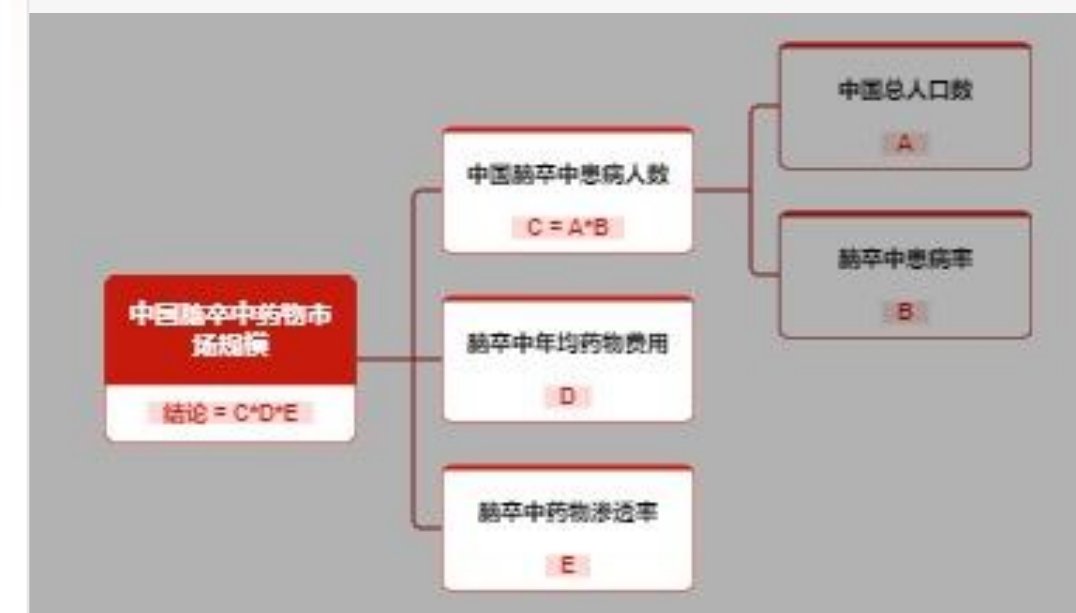 中国总人口数
A
中国脑卒中患病人数
C = A*B
脑卒中患病率
B
中国脑卒中药物市
场规模
结论 = C*D*E
脑卒中年均药物费用
D
脑卒中药物渗透率
E